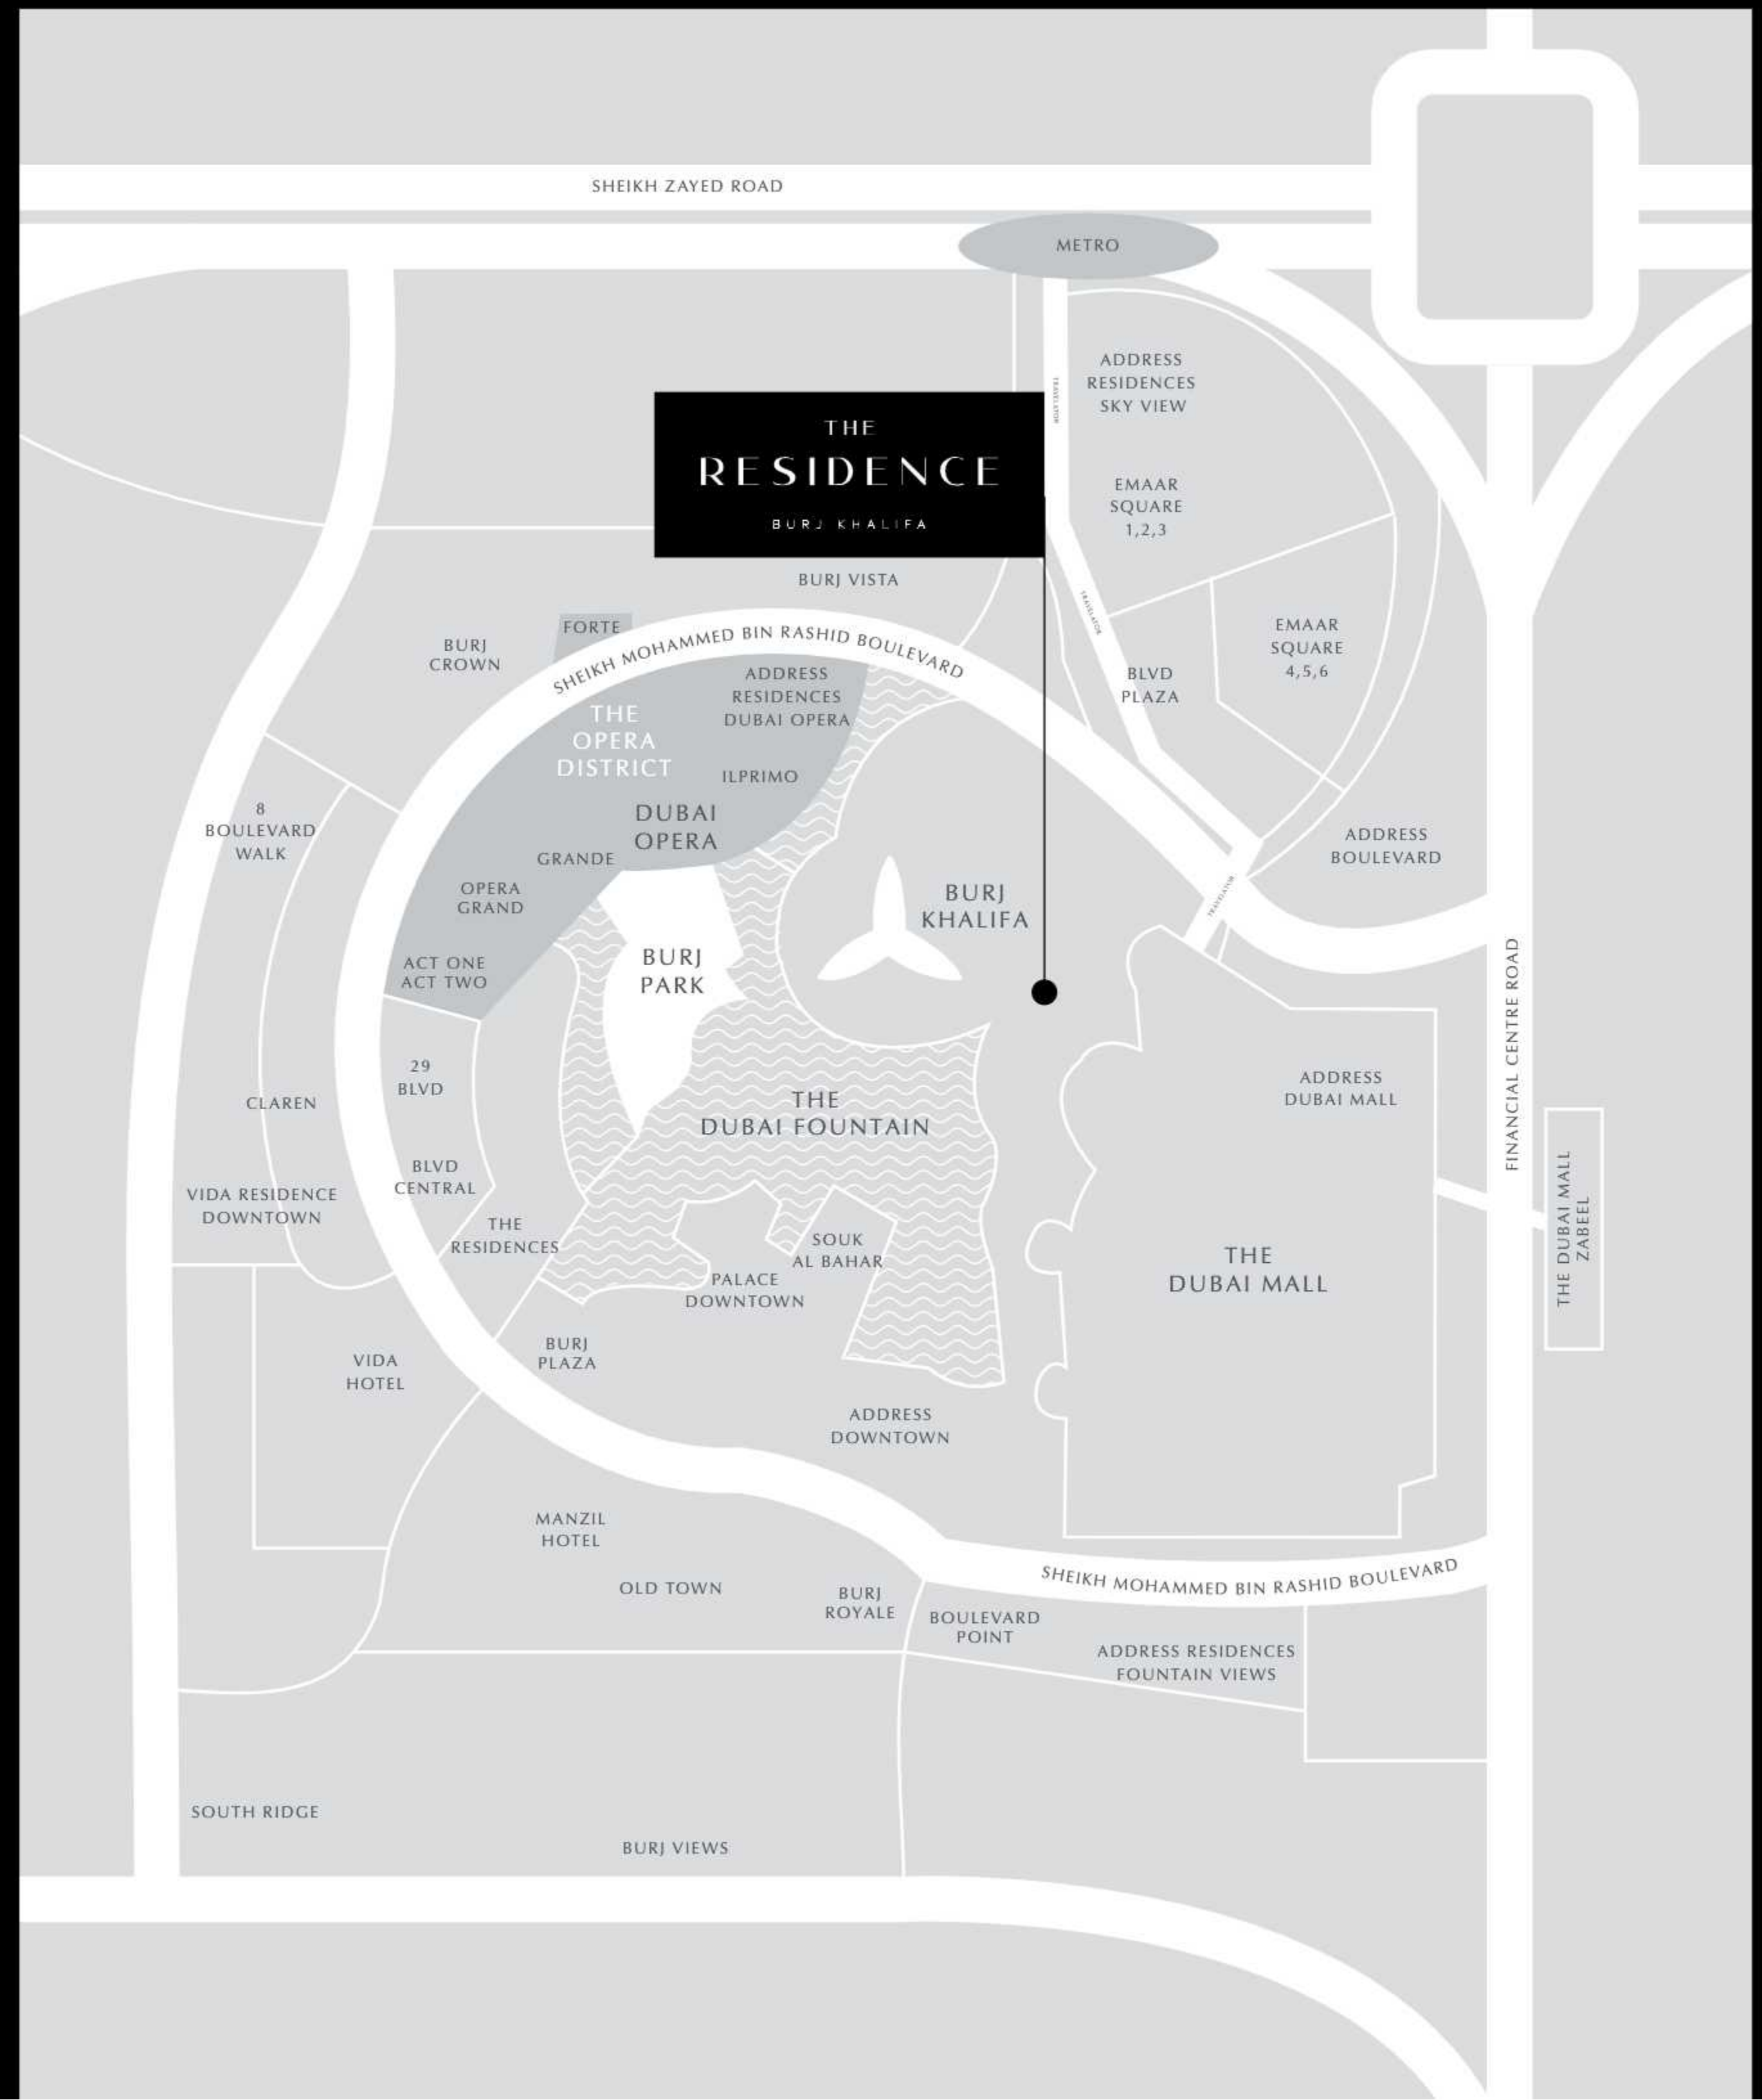 SHEIKH ZAYED ROAD
METRO
ADDRESS
RESIDENCES
SKY VIEW
TRAVELATOR
THE
RESIDENCE
BURJ KHALIFA
EMAAR
SQUARE
1,2,3
BURJ VISTA
TRAVELATOR
FORTE
SHEIKH MOHAMMED BIN RASHID BOULEVARD
BURJ
CROWN
EMAAR
SQUARE
4,5,6
ADDRESS
RESIDENCES
DUBAI OPERA
BLVD
PLAZA
THE
OPERA
DISTRICT
ILPRIMO
DUBAI
OPERA
8
BOULEVARD
WALK
ADDRESS
BOULEVARD
GRANDE
OPERA
GRAND
BURJ
KHALIFA
TRAVELATOR
ACT ONE
ACT TWO
BURJ
PARK
FINANCIAL CENTRE ROAD
29
BLVD
ADDRESS
DUBAI MALL
CLAREN
THE
DUBAI FOUNTAIN
BLVD
CENTRAL
VIDA RESIDENCE
DOWNTOWN
THE
RESIDENCES
SOUK
AL BAHAR
THE DUBAI MALL
ZABEEL
THE
DUBAI MALL
PALACE
DOWNTOWN
BURJ
PLAZA
VIDA
HOTEL
ADDRESS
DOWNTOWN
MANZIL
HOTEL
SHEIKH MOHAMMED BIN RASHID BOULEVARD
OLD TOWN
BURJ
ROYALE
BOULEVARD
POINT
ADDRESS RESIDENCES
FOUNTAIN VIEWS
SOUTH RIDGE
BURJ VIEWS